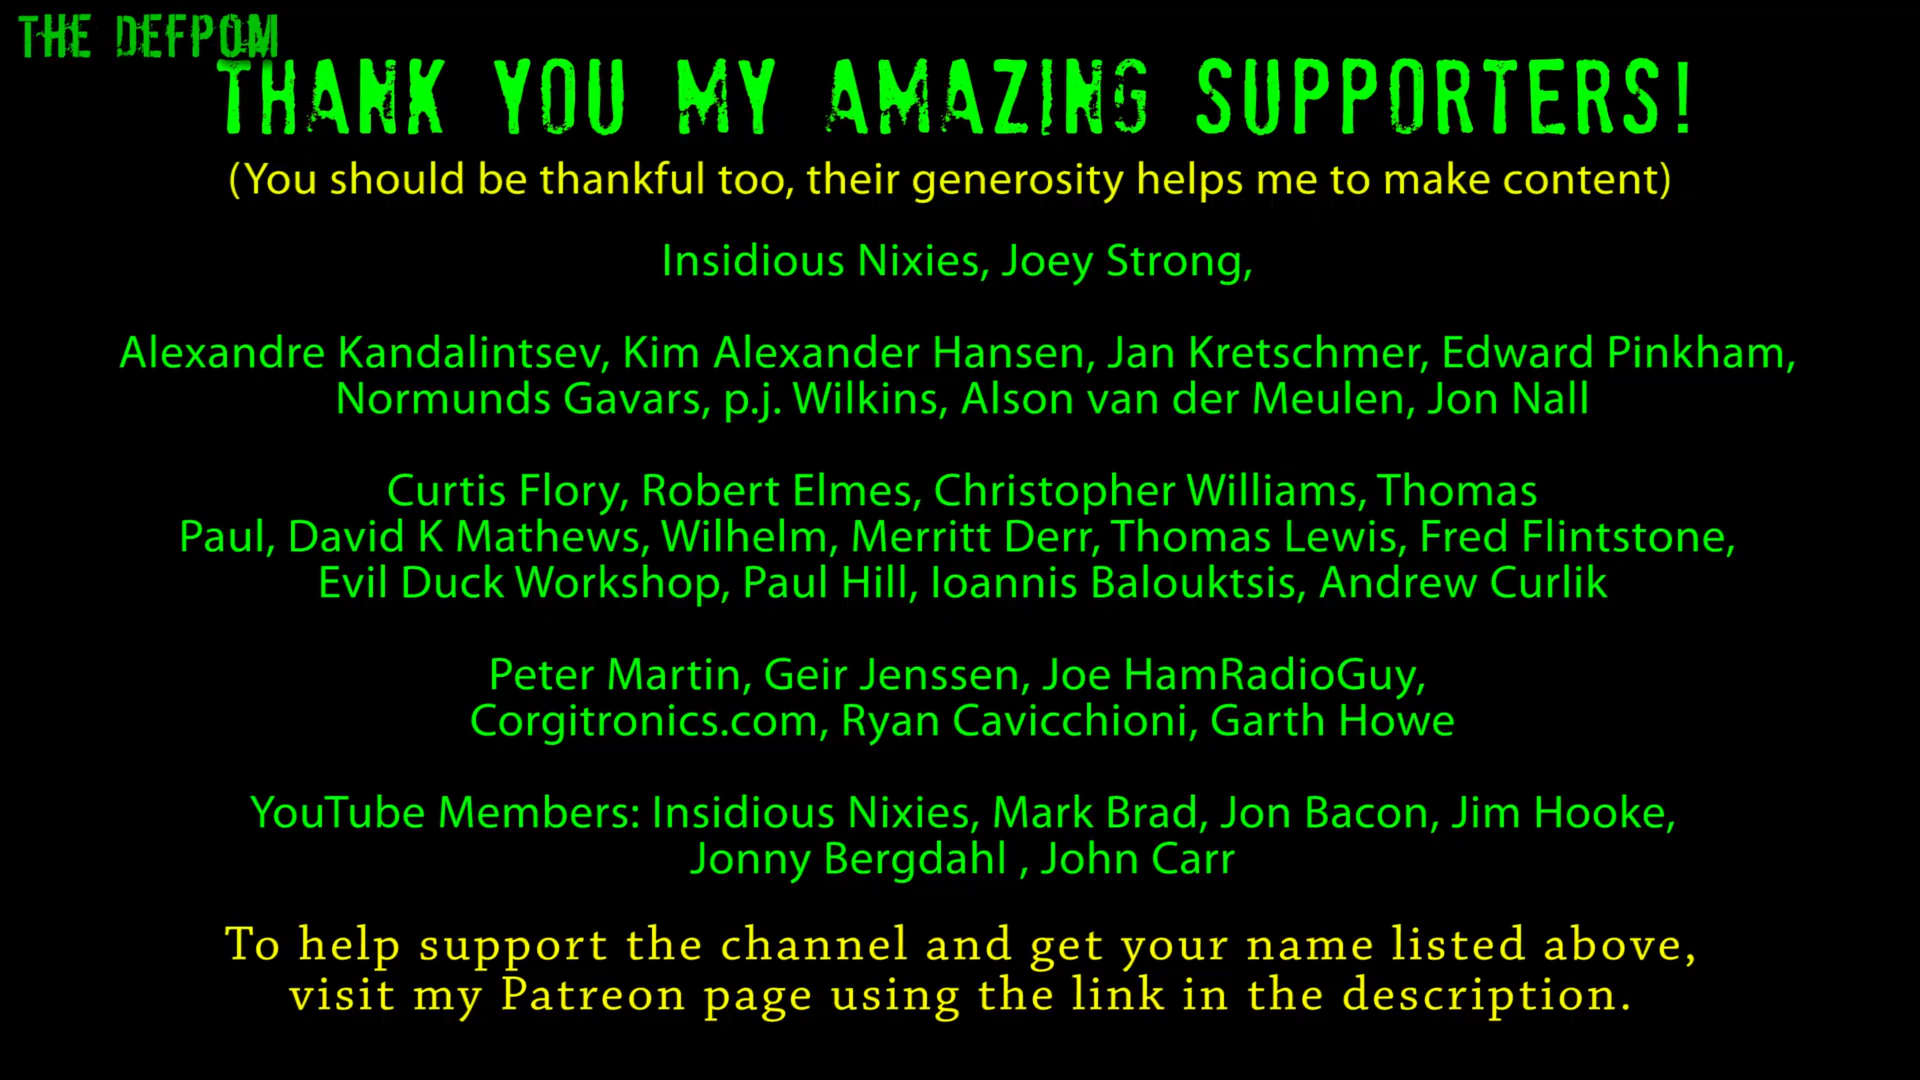 THE DEFPOM
THANK YOU MY AMAZING SUPPORTERS!
(You should be thankful too, their generosity helps me to make content)
Insidious Nixies, Joey Strong,
Alexandre Kandalintsev, Kim Alexander Hansen, Jan Kretschmer, Edward Pinkham,
Normunds Gavars, p.j. Wilkins, Alson van der Meulen, Jon Nall
Curtis Flory, Robert Elmes, Christopher Williams, Thomas
Paul, David K Mathews, Wilhelm, Merritt Derr, Thomas Lewis, Fred Flintstone,
Evil Duck Workshop, Paul Hill, Ioannis Balouktsis, Andrew Curlik
Peter Martin, Geir Jenssen, Joe HamRadioGuy,
Corgitronics.com, Ryan Cavicchioni, Garth Howe
YouTube Members: Insidious Nixies, Mark Brad, Jon Bacon, Jim Hooke,
Jonny Bergdahl , John Carr
To help support the channel and get your name listed above,
visit my Patreon page using the link in the description.